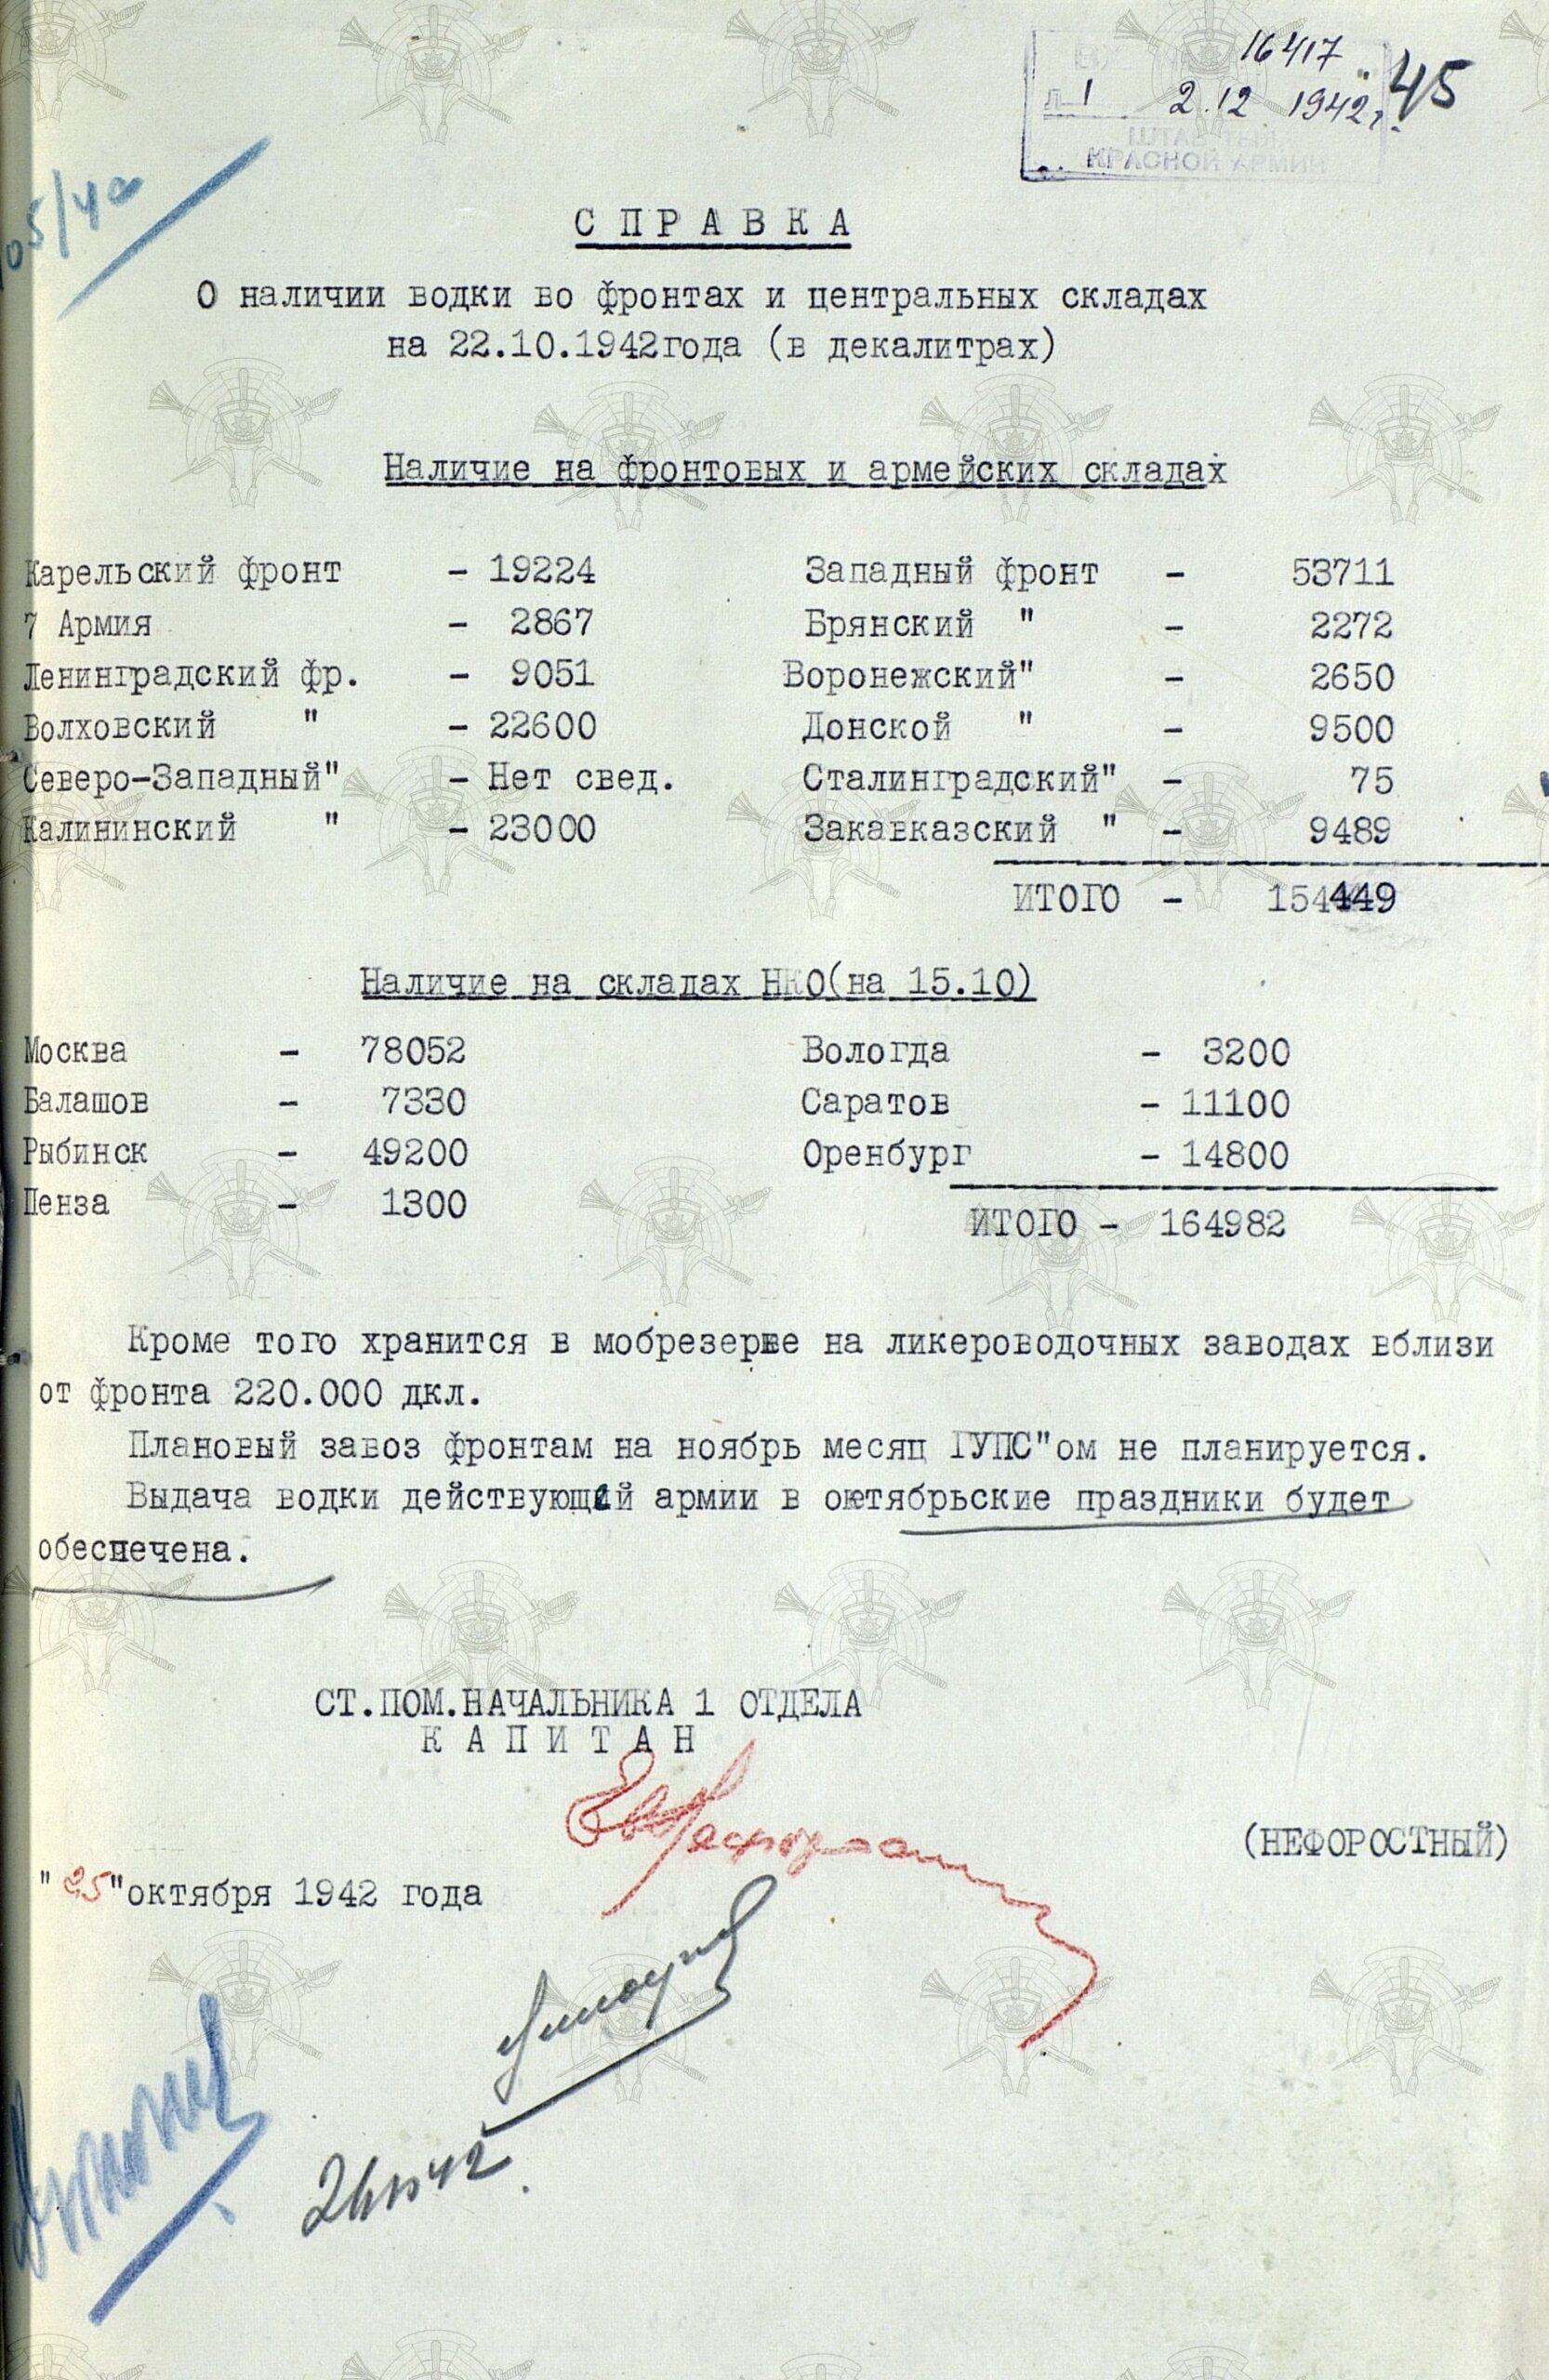 16417
45
1 2.12 1942г.
ШТАБ ТЫЛА
КРАСНОЙ АРМИИ
СПРАВКА
О наличии водки во фронтах и центральных складах
на 22.10.1942года (в декалитрах)
Наличие на фронтовых и армейских складах
Карельский фронт - 19224 Западный фронт - 53711
7 Армия - 2867 Брянский " - 2272
Ленинградский фр. - 9051 Воронежский" - 2650
Волховский " - 22600 Донской " - 9500
Северо-Западный" - Нет свед. Сталинградский" - 75
Калининский " - 23000 Закавказский " - 9489
ИТОГО - 154449
Наличие на складах НКО(на 15.10)
Москва - 78052 Вологда - 3200
Балашов - 7330 Саратов - 11100
Рыбинск - 49200 Оренбург - 14800
Пенза - 1300
ИТОГО - 164982
Кроме того хранится в мобрезерве на ликероводочных заводах вблизи
от фронта 220.000 дкл.
Плановый завоз фронтам на ноябрь месяц ГУПС"ом не планируется.
Выдача водки действующей армии в октябрьские праздники будет
обеспечена.
СТ.ПОМ.НАЧАЛЬНИКА 1 ОТДЕЛА
КАПИТАН
(НЕФОРОСТНЫЙ)
"25"октября 1942 года